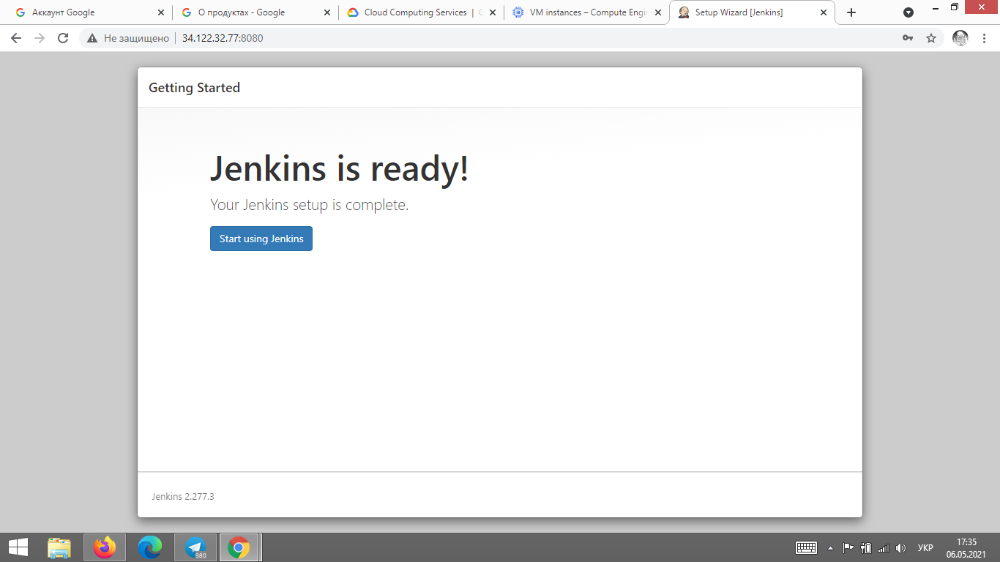 Аккаунт Google
О продуктах - Google
Cloud Computing Services | G
VM instances – Compute Engin
Setup Wizard [Jenkins]
Не защищено
34.122.32.77:8080
Getting Started
Jenkins is ready!
Your Jenkins setup is complete.
Start using Jenkins
Jenkins 2.277.3
980
УКР
17:35
06.05.2021